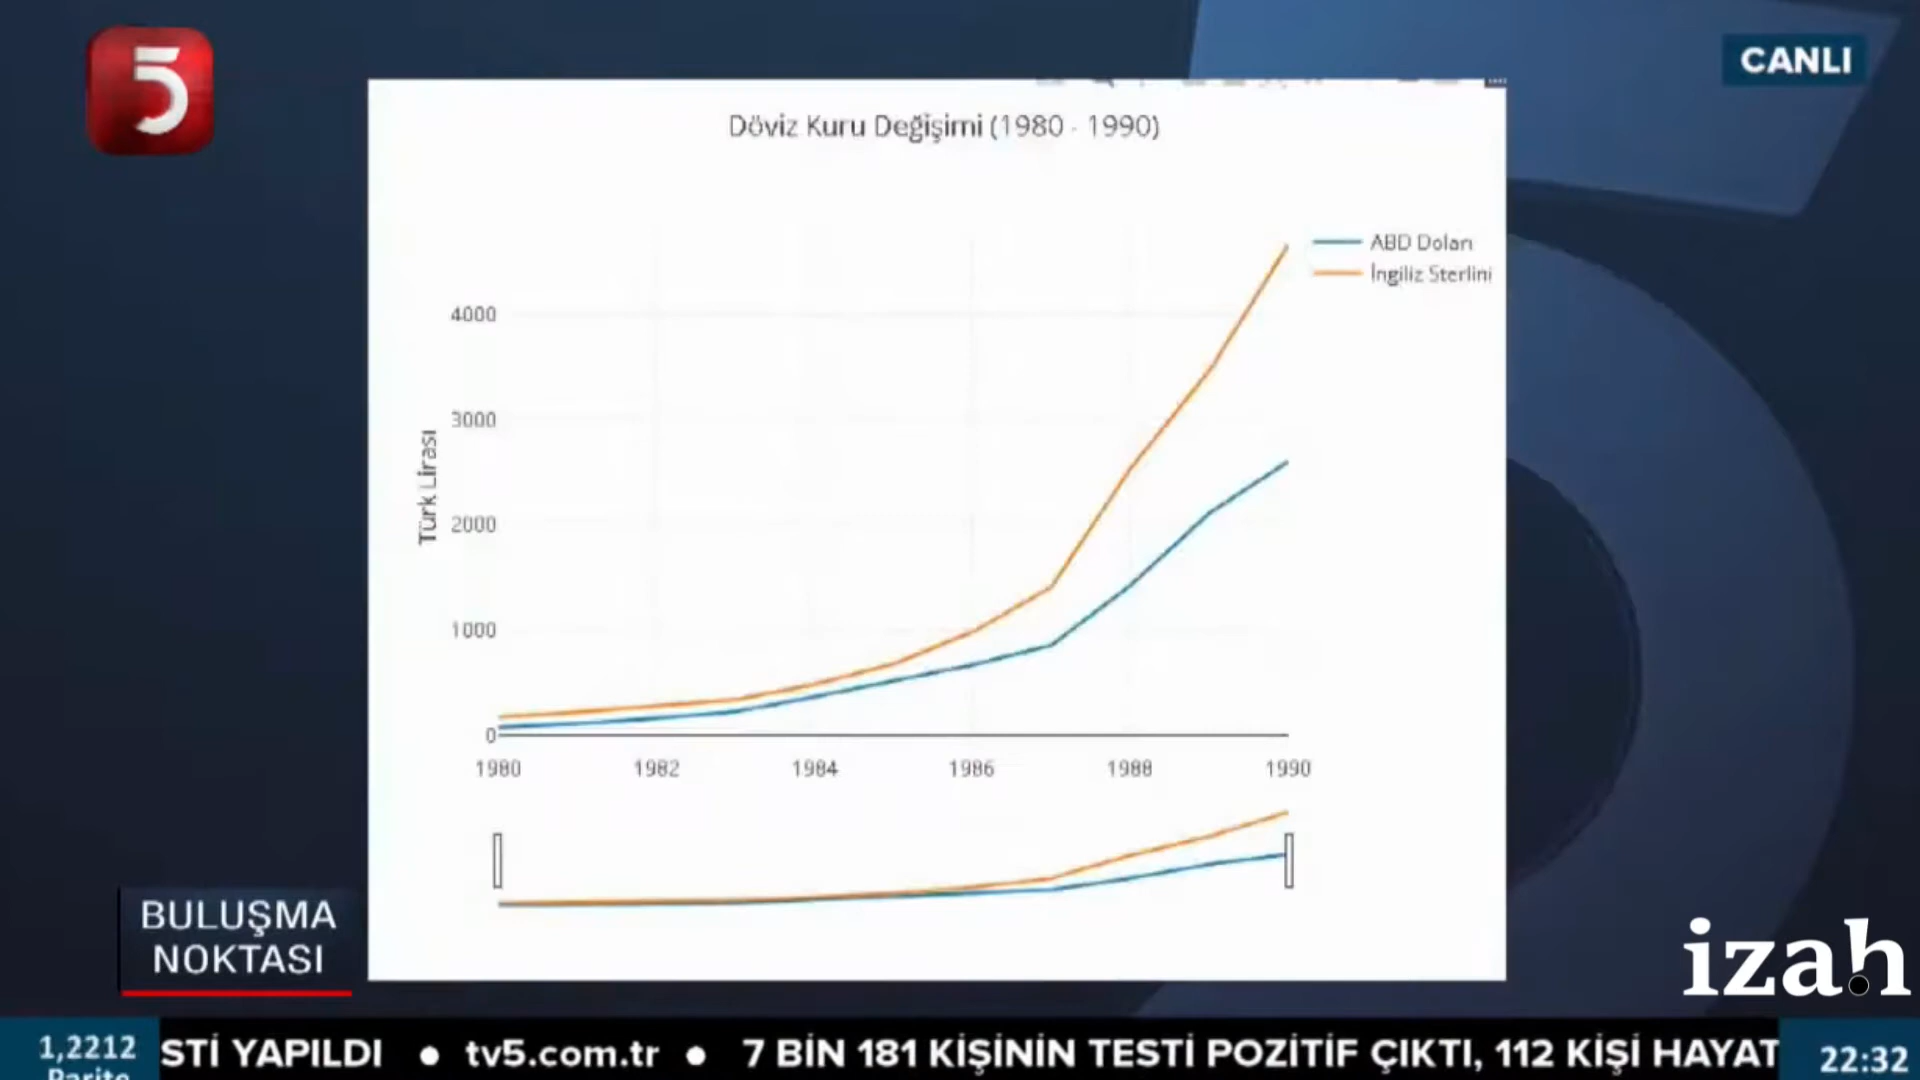 5
CANLI
Döviz Kuru Değişimi (1980 - 1990)
ABD Doları
İngiliz Sterlini
Türk Lirası
4000
3000
2000
1000
0
1980 1982 1984 1986 1988 1990
BULUŞMA
NOKTASI
izah
1,2212
Parite
STİ YAPILDI • tv5.com.tr • 7 BİN 181 KİŞİNİN TESTİ POZİTİF ÇIKTI, 112 KİŞİ HAYAT
22:32